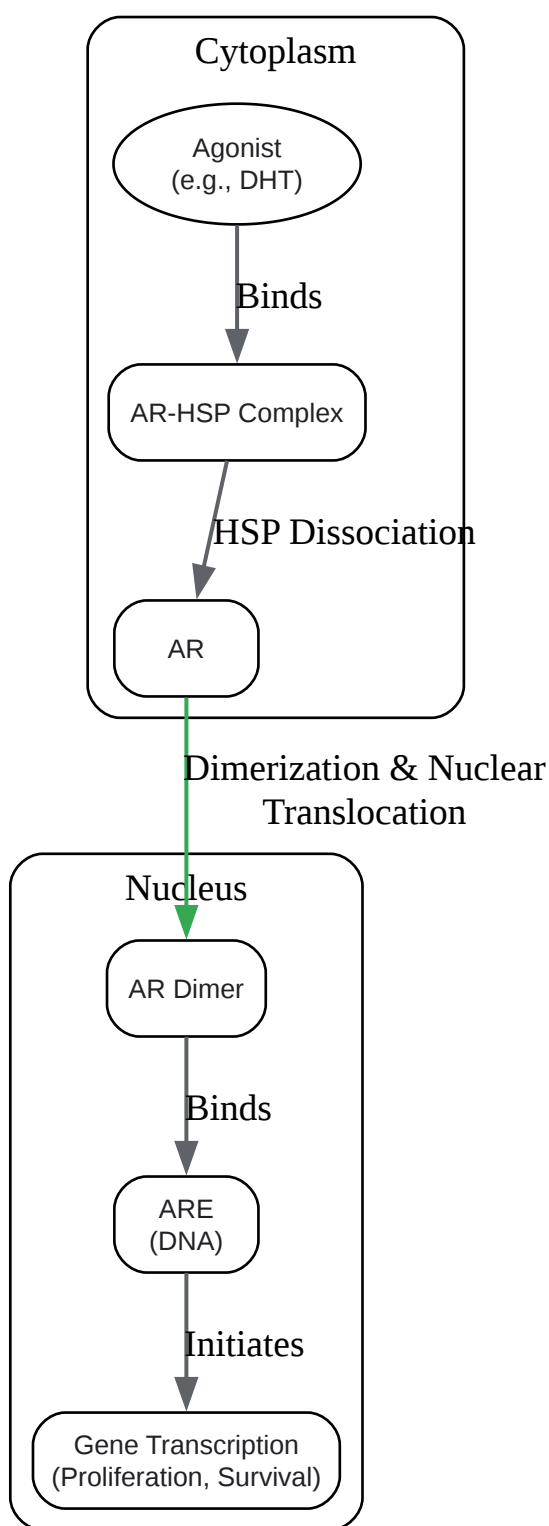 Cytoplasm
Agonist
(e.g., DHT)
Binds
AR-HSP Complex
HSP Dissociation
AR
Dimerization & Nuclear
Translocation
Nucleus
AR Dimer
Binds
ARE
(DNA)
Initiates
Gene Transcription
(Proliferation, Survival)